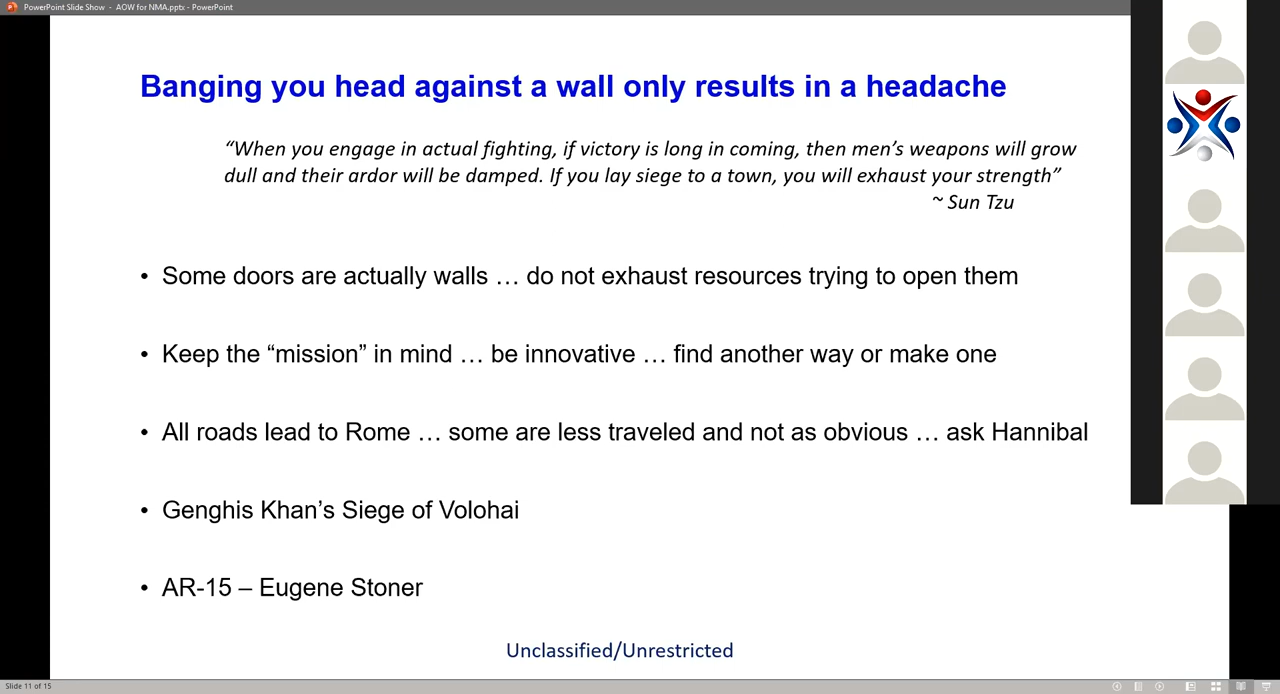 PowerPoint Slide Show - AOW for NMA.pptx - PowerPoint
Banging you head against a wall only results in a headache
“When you engage in actual fighting, if victory is long in coming, then men’s weapons will grow
dull and their ardor will be damped. If you lay siege to a town, you will exhaust your strength”
~ Sun Tzu
• Some doors are actually walls … do not exhaust resources trying to open them
• Keep the “mission” in mind … be innovative … find another way or make one
• All roads lead to Rome … some are less traveled and not as obvious … ask Hannibal
• Genghis Khan’s Siege of Volohai
• AR-15 – Eugene Stoner
Unclassified/Unrestricted
Slide 11 of 15